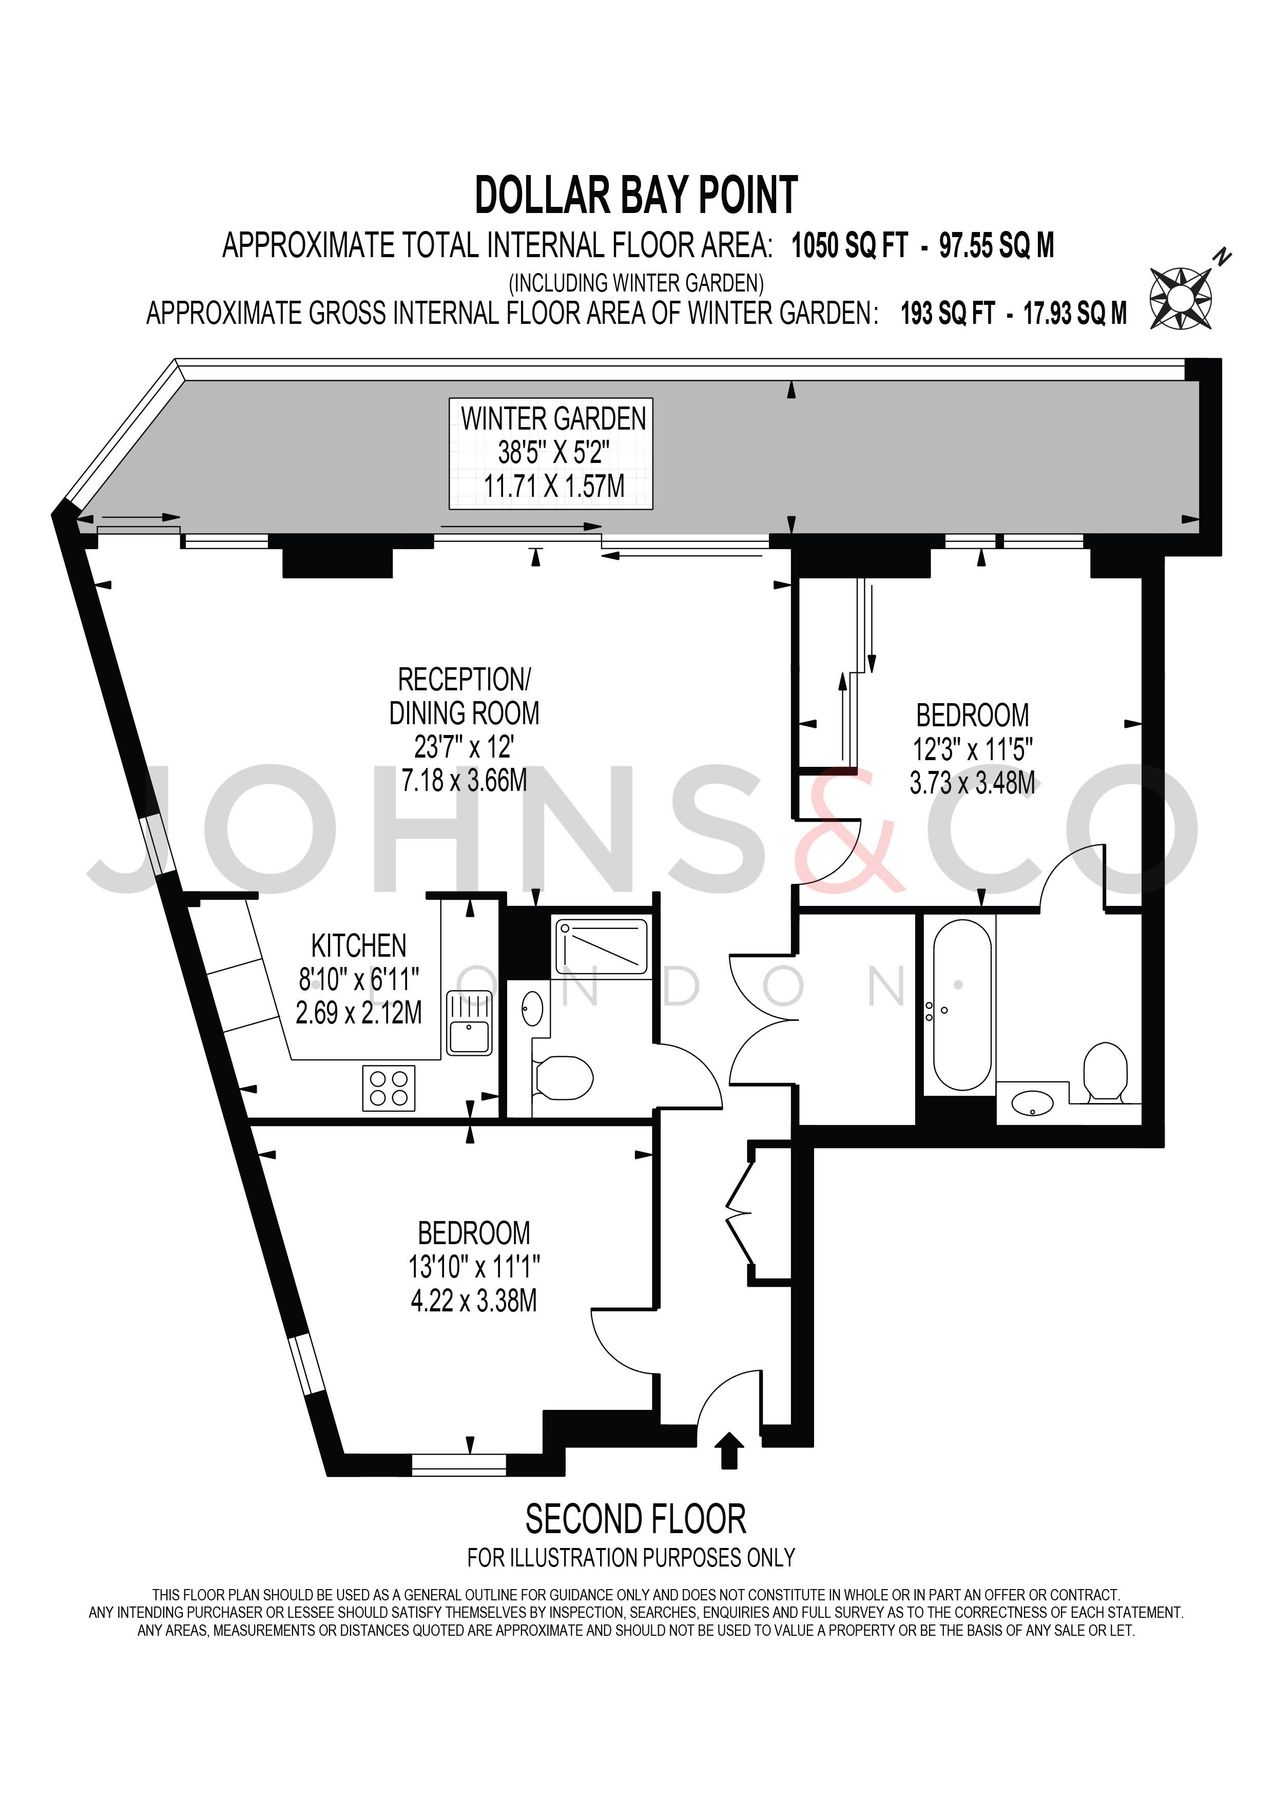 DOLLAR BAY POINT
APPROXIMATE TOTAL INTERNAL FLOOR AREA: 1050 SQ FT - 97.55 SQ M
(INCLUDING WINTER GARDEN)
APPROXIMATE GROSS INTERNAL FLOOR AREA OF WINTER GARDEN: 193 SQ FT - 17.93 SQ M
N
WINTER GARDEN
38'5" X 5'2"
11.71 X 1.57M
RECEPTION/
DINING ROOM
23'7" x 12'
7.18 x 3.66M
BEDROOM
12'3" x 11'5"
3.73 x 3.48M
JOHNS&CO
· LONDON ·
KITCHEN
8'10" x 6'11"
2.69 x 2.12M
BEDROOM
13'10" x 11'1"
4.22 x 3.38M
SECOND FLOOR
FOR ILLUSTRATION PURPOSES ONLY
THIS FLOOR PLAN SHOULD BE USED AS A GENERAL OUTLINE FOR GUIDANCE ONLY AND DOES NOT CONSTITUTE IN WHOLE OR IN PART AN OFFER OR CONTRACT.
ANY INTENDING PURCHASER OR LESSEE SHOULD SATISFY THEMSELVES BY INSPECTION, SEARCHES, ENQUIRIES AND FULL SURVEY AS TO THE CORRECTNESS OF EACH STATEMENT.
ANY AREAS, MEASUREMENTS OR DISTANCES QUOTED ARE APPROXIMATE AND SHOULD NOT BE USED TO VALUE A PROPERTY OR BE THE BASIS OF ANY SALE OR LET.